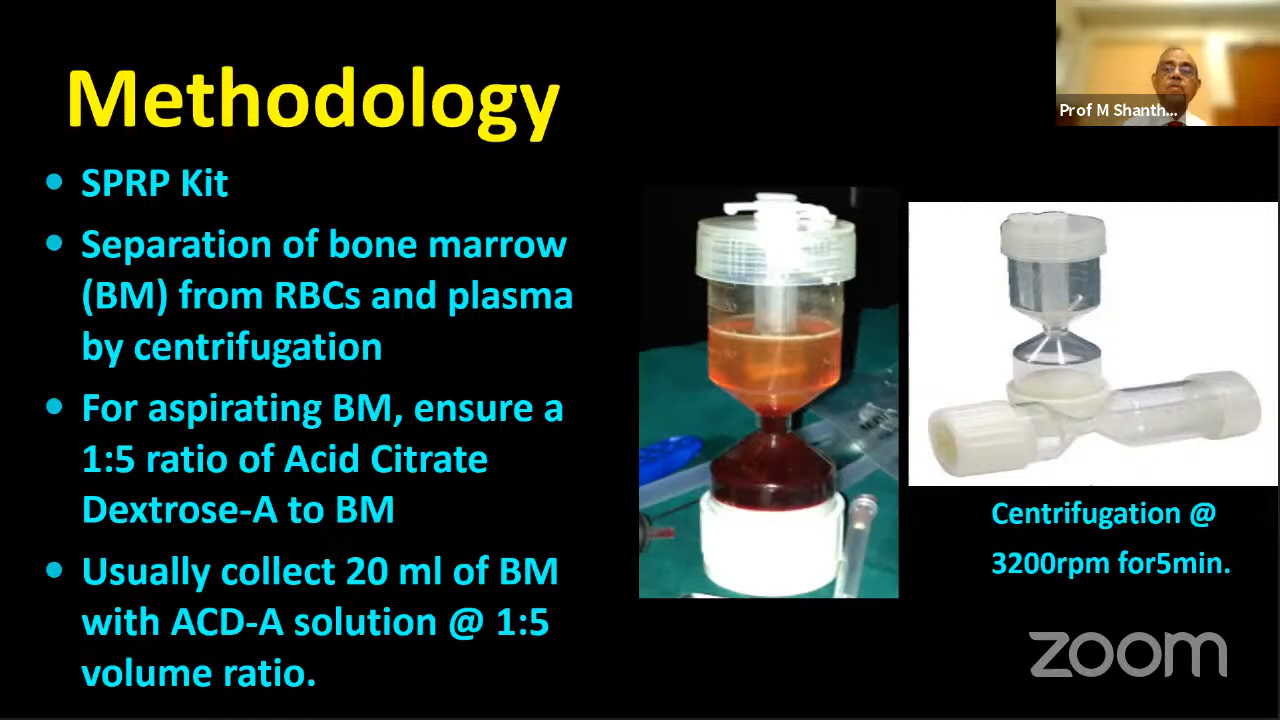 Methodology
Prof M Shanth...
• SPRP Kit
• Separation of bone marrow
(BM) from RBCs and plasma
by centrifugation
• For aspirating BM, ensure a
1:5 ratio of Acid Citrate
Dextrose-A to BM
• Usually collect 20 ml of BM
with ACD-A solution @ 1:5
volume ratio.
Centrifugation @
3200rpm for5min.
zoom